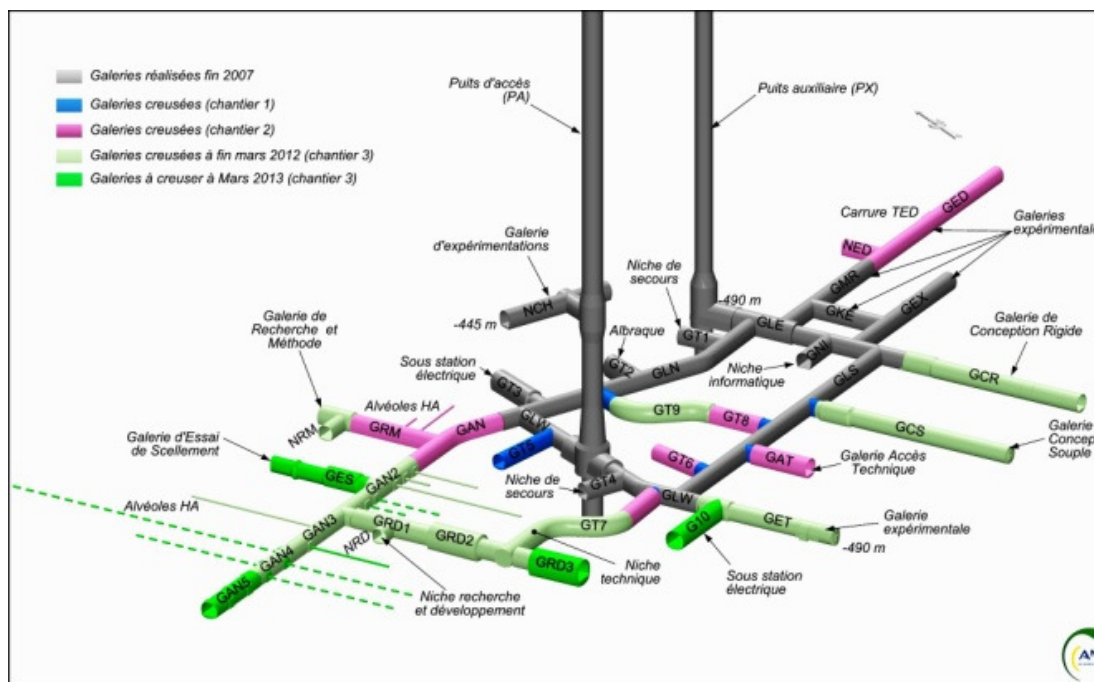 Galeries réalisées fin 2007
Galeries creusées (chantier 1)
Galeries creusées (chantier 2)
Galeries creusées à fin mars 2012 (chantier 3)
Galeries à creuser à Mars 2013 (chantier 3)
Puits d'accès
(PA)
Puits auxiliaire (PX)
Carrure TED
GED
NED
Galeries
expérimentale
Galerie
d'expérimentations
Niche de
secours
GMR
NCH
-445 m
-490 m
GKE
GEX
GLE
Galerie de
Recherche et
Méthode
Albraque
GT1
GNI
Galerie de
Conception Rigide
Sous station
électrique
GT2
GLN
Niche
informatique
GLS
GCR
GT3
Alvéoles HA
GT9
GT8
GCS
NRM
GRM
GAN
GLW
GT5
Galerie
Concep
Souple
Galerie d'Essai
de Scellement
GES
GAN2
Niche de
secours
GT4
GT6
GAT
Galerie Accès
Technique
GLW
Alvéoles HA
GAN3
GRD1
GRD2
GT7
G10
GET
Galerie
expérimentale
-490 m
GAN4
NRD
GAN5
GRD3
Niche
technique
Sous station
électrique
Niche recherche
et développement
AN